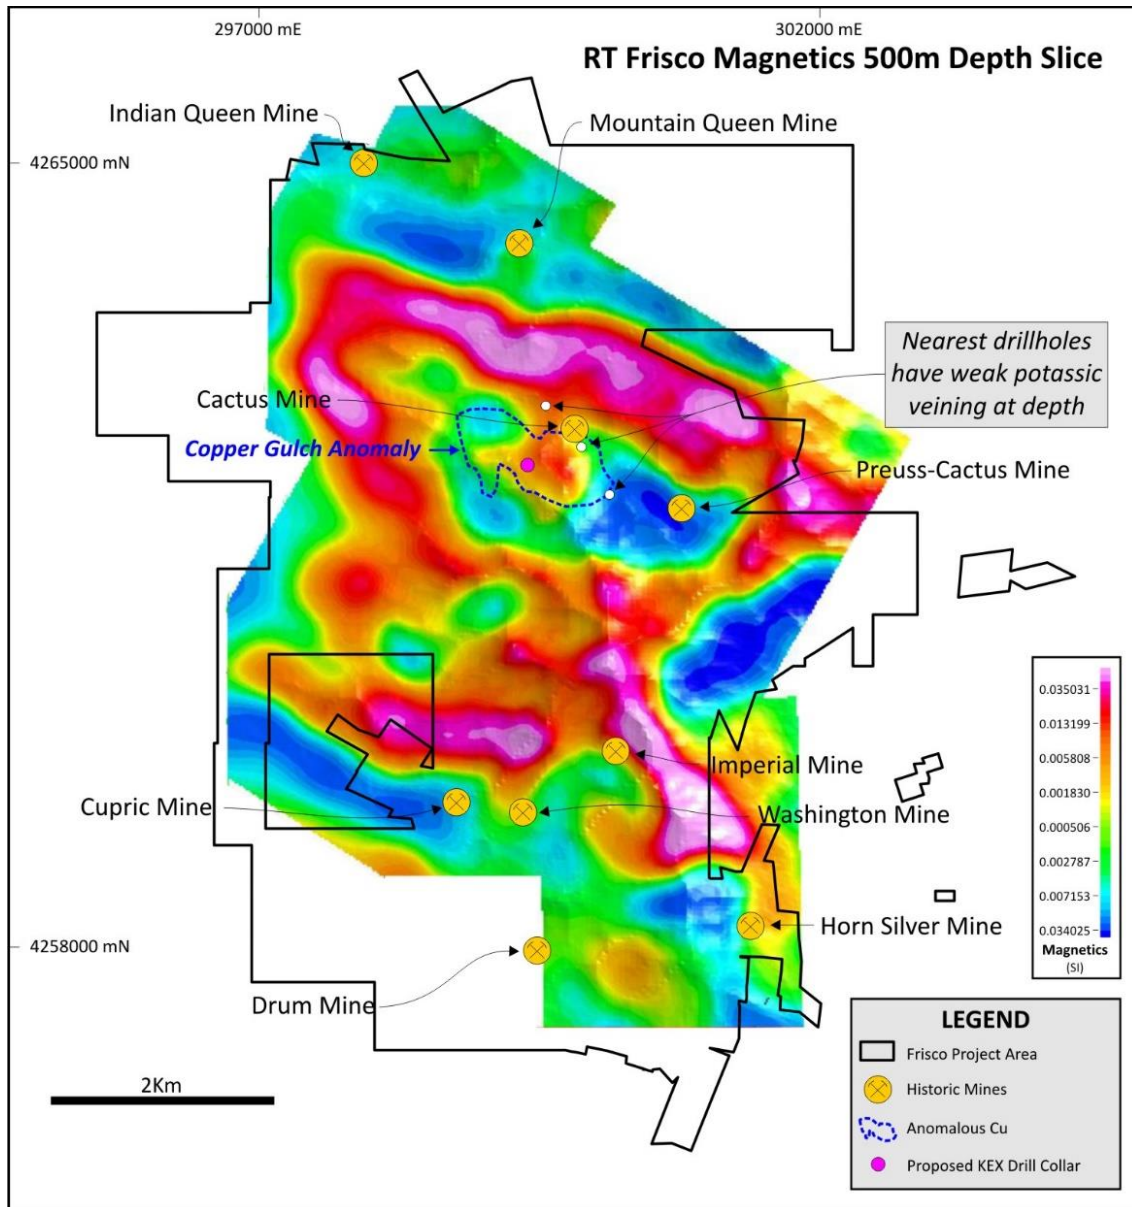 297000 mE
302000 mE
RT Frisco Magnetics 500m Depth Slice
Indian Queen Mine
Mountain Queen Mine
4265000 mN
Nearest drillholes
have weak potassic
veining at depth
Cactus Mine
Copper Gulch Anomaly
Preuss-Cactus Mine
0.035031
0.013199
0.005808
0.001830
0.000506
0.002787
0.007153
0.034025
Magnetics
(SI)
Imperial Mine
Cupric Mine
Washington Mine
Horn Silver Mine
4258000 mN
Drum Mine
2Km
LEGEND
Frisco Project Area
Historic Mines
Anomalous Cu
Proposed KEX Drill Collar